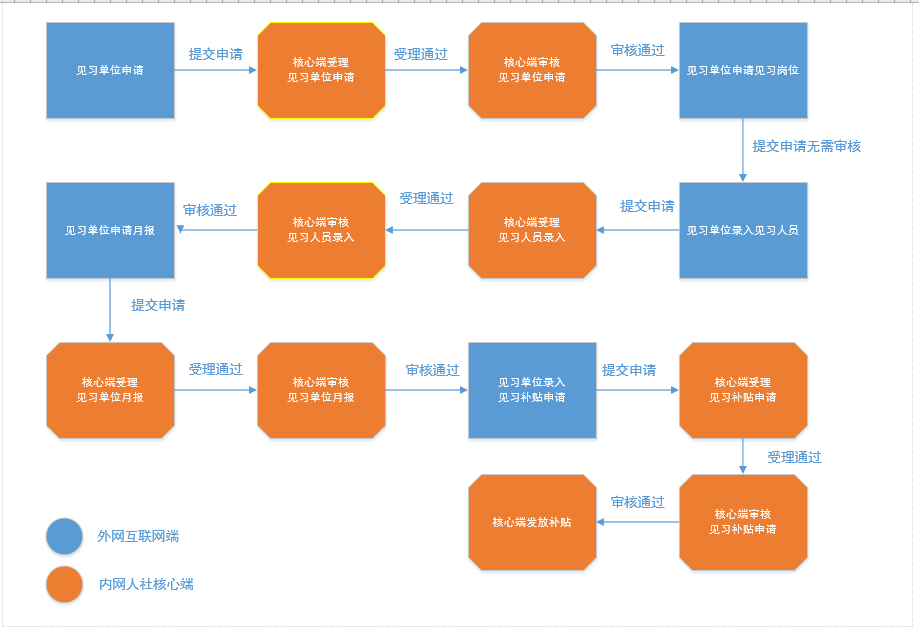 见习单位申请
提交申请
核心端受理
见习单位申请
受理通过
核心端审核
见习单位申请
审核通过
见习单位申请见习岗位
提交申请无需审核
见习单位录入见习人员
提交申请
核心端受理
见习人员录入
受理通过
核心端审核
见习人员录入
审核通过
见习单位申请月报
提交申请
核心端受理
见习单位月报
受理通过
核心端审核
见习单位月报
审核通过
见习单位录入
见习补贴申请
提交申请
核心端受理
见习补贴申请
受理通过
核心端审核
见习补贴申请
审核通过
核心端发放补贴
外网互联网端
内网人社核心端